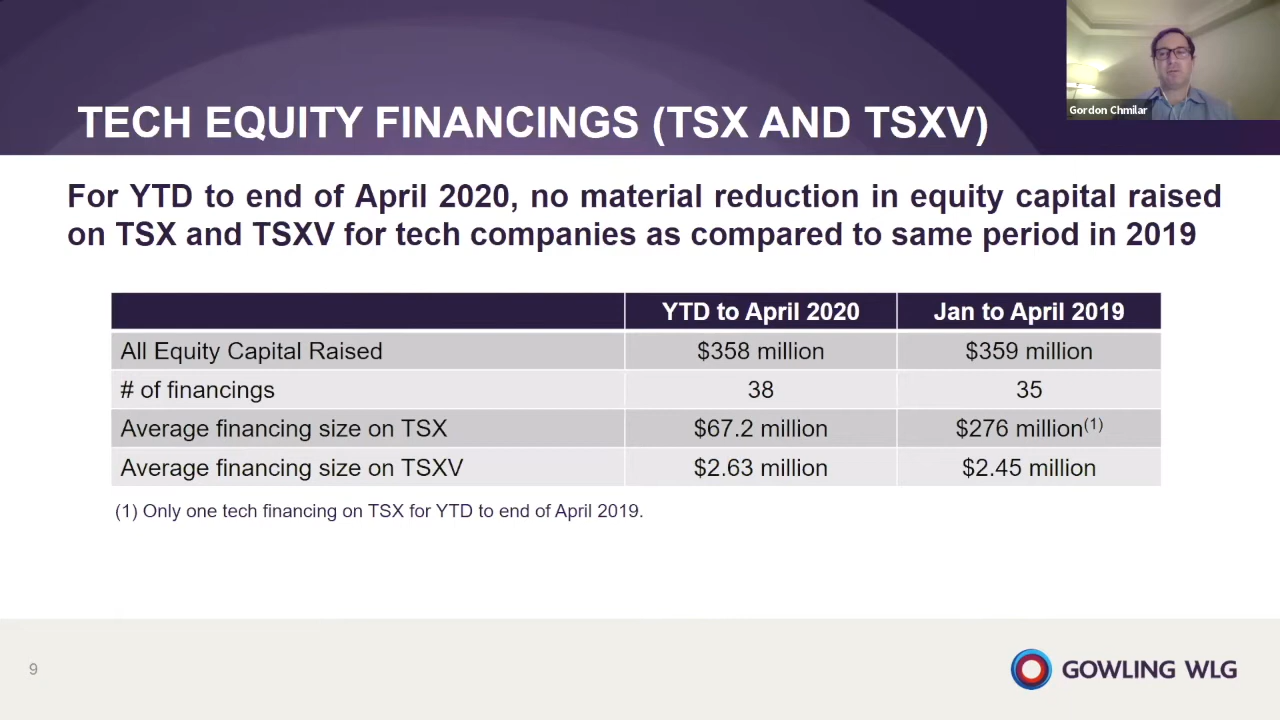 Gordon Chmilar
TECH EQUITY FINANCINGS (TSX AND TSXV)
For YTD to end of April 2020, no material reduction in equity capital raised
on TSX and TSXV for tech companies as compared to same period in 2019
YTD to April 2020 Jan to April 2019
All Equity Capital Raised $358 million $359 million
# of financings 38 35
Average financing size on TSX $67.2 million $276 million(1)
Average financing size on TSXV $2.63 million $2.45 million
(1) Only one tech financing on TSX for YTD to end of April 2019.
9
GOWLING WLG